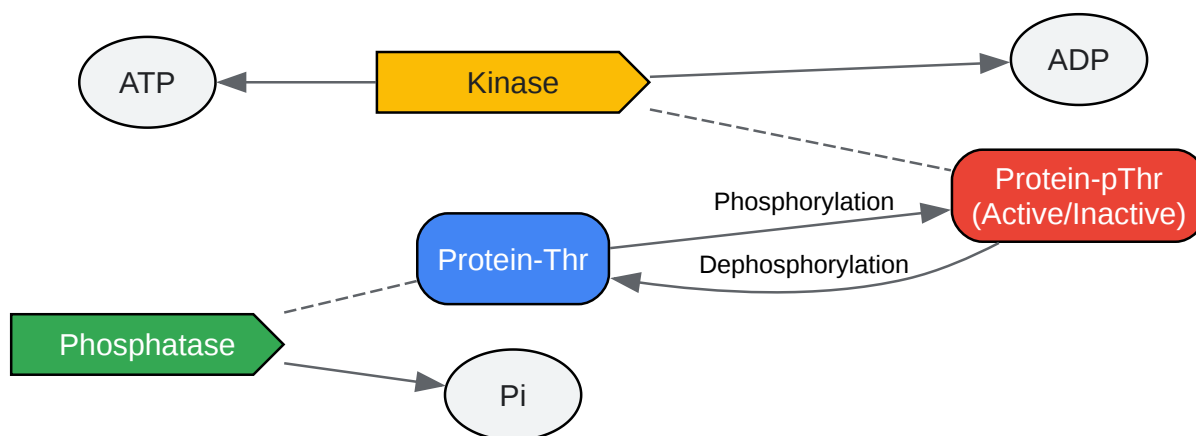 ATP
Kinase
ADP
Protein-pThr
(Active/Inactive)
Phosphorylation
Protein-Thr
Dephosphorylation
Phosphatase
Pi